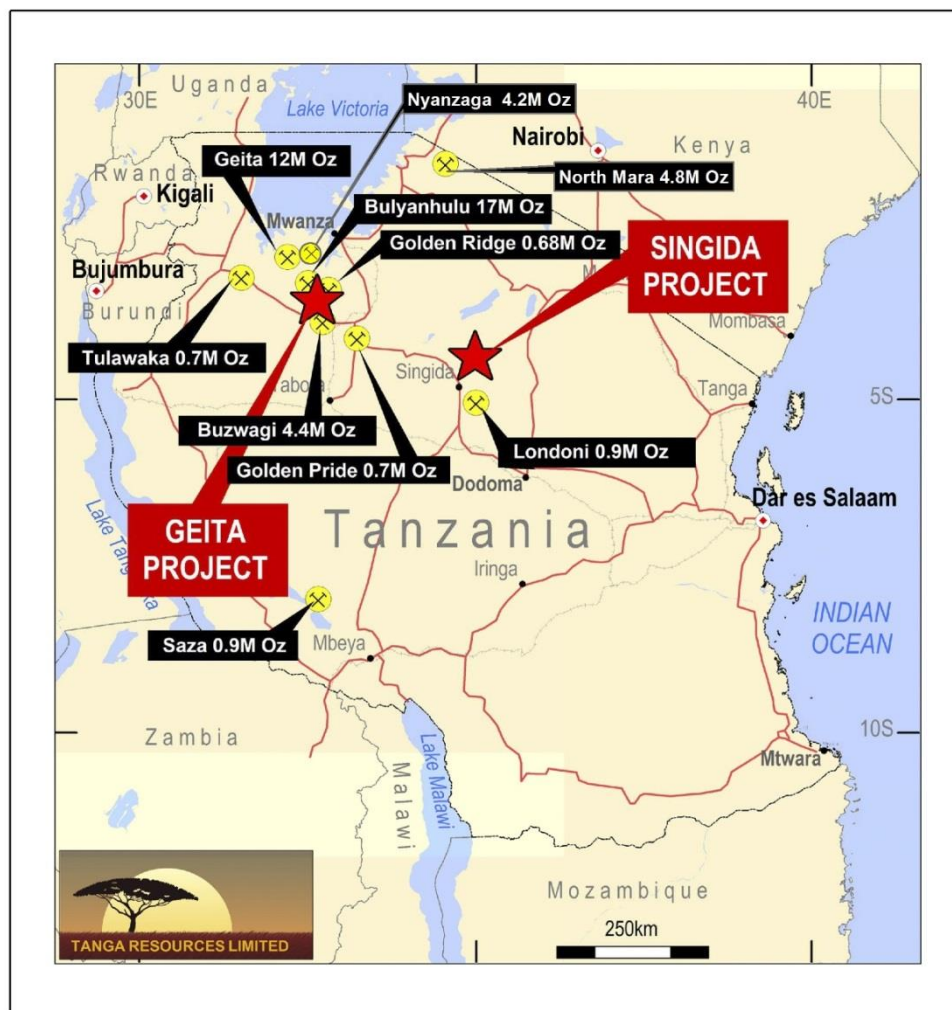 30E
Uganda
40E
Lake Victoria
Nyanzaga 4.2M Oz
Nairobi
Kenya
Geita 12M Oz
Rwanda
North Mara 4.8M Oz
Kigali
Bulyanhulu 17M Oz
Mwanza
Golden Ridge 0.68M Oz
SINGIDA
PROJECT
Bujumbura
Burundi
Mombasa
Tulawaka 0.7M Oz
Singida
Tanga
5S
Buzwagi 4.4M Oz
Londoni 0.9M Oz
Golden Pride 0.7M Oz
Dodoma
Dar es Salaam
GEITA
PROJECT
Tanzania
Lake
Iringa
INDIAN
OCEAN
Saza 0.9M Oz
Mbeya
Zambia
10S
Lake Malawi
Mtwara
Malawi
Mozambique
250km
TANGA RESOURCES LIMITED